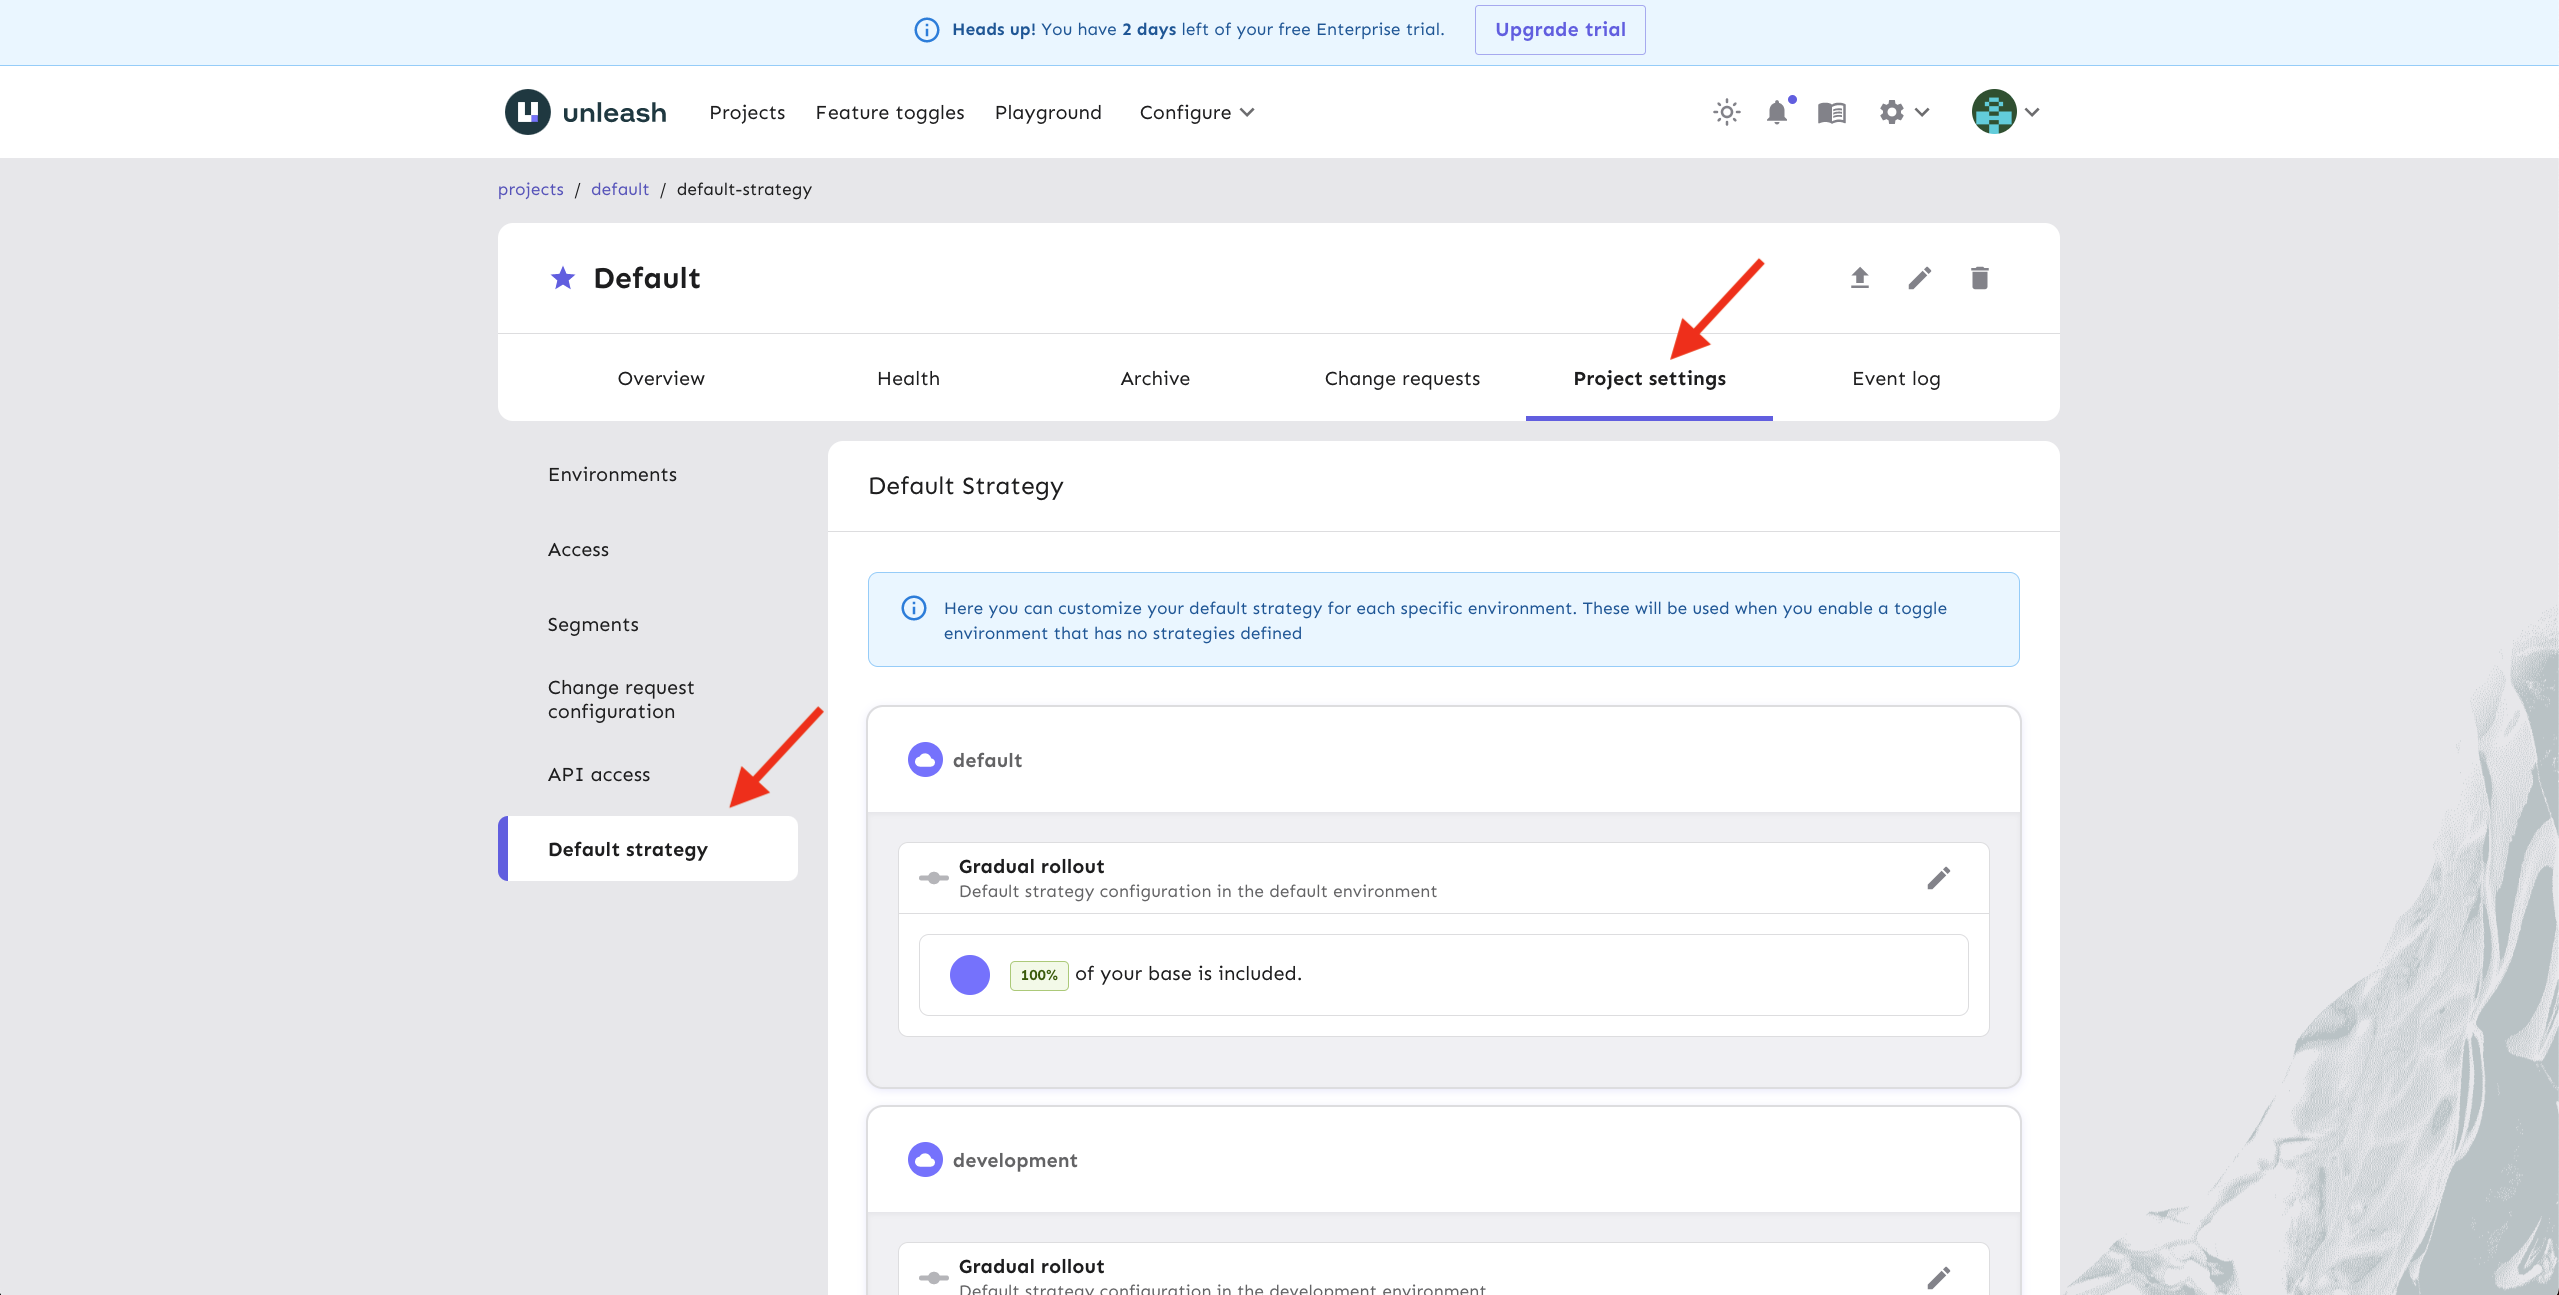 Heads up! You have 2 days left of your free Enterprise trial.
Upgrade trial
unleash
Projects
Feature toggles
Playground
Configure
projects / default / default-strategy
Default
Overview
Health
Archive
Change requests
Project settings
Event log
Environments
Access
Segments
Change request
configuration
API access
Default strategy
Default Strategy
Here you can customize your default strategy for each specific environment. These will be used when you enable a toggle
environment that has no strategies defined
default
Gradual rollout
Default strategy configuration in the default environment
100% of your base is included.
development
Gradual rollout
Default strategy configuration in the development environment